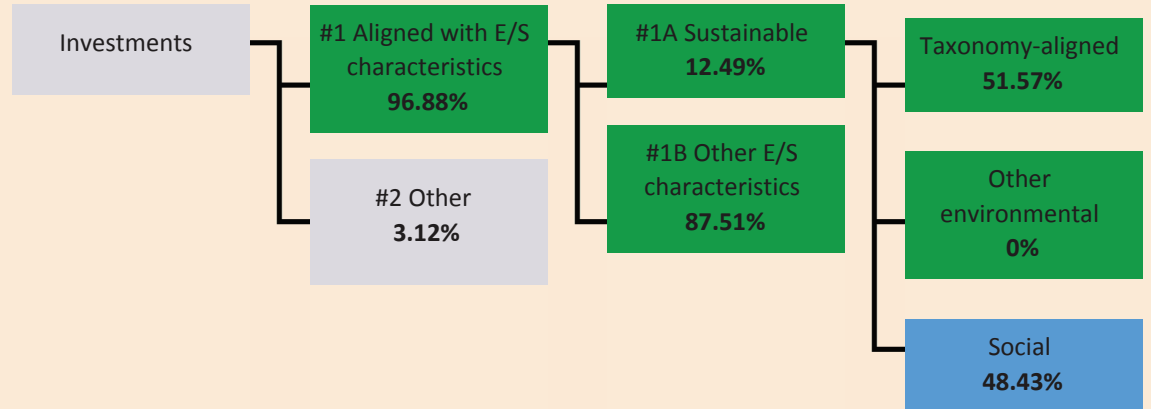 Investments
#1 Aligned with E/S
characteristics
96.88%
#2 Other
3.12%
#1A Sustainable
12.49%
#1B Other E/S
characteristics
87.51%
Taxonomy-aligned
51.57%
Other
environmental
0%
Social
48.43%